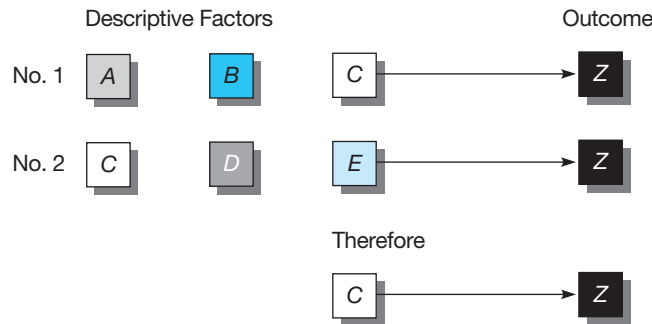 Descriptive Factors Outcome
No. 1 A B C Z
No. 2 C D E Z
Therefore
C Z